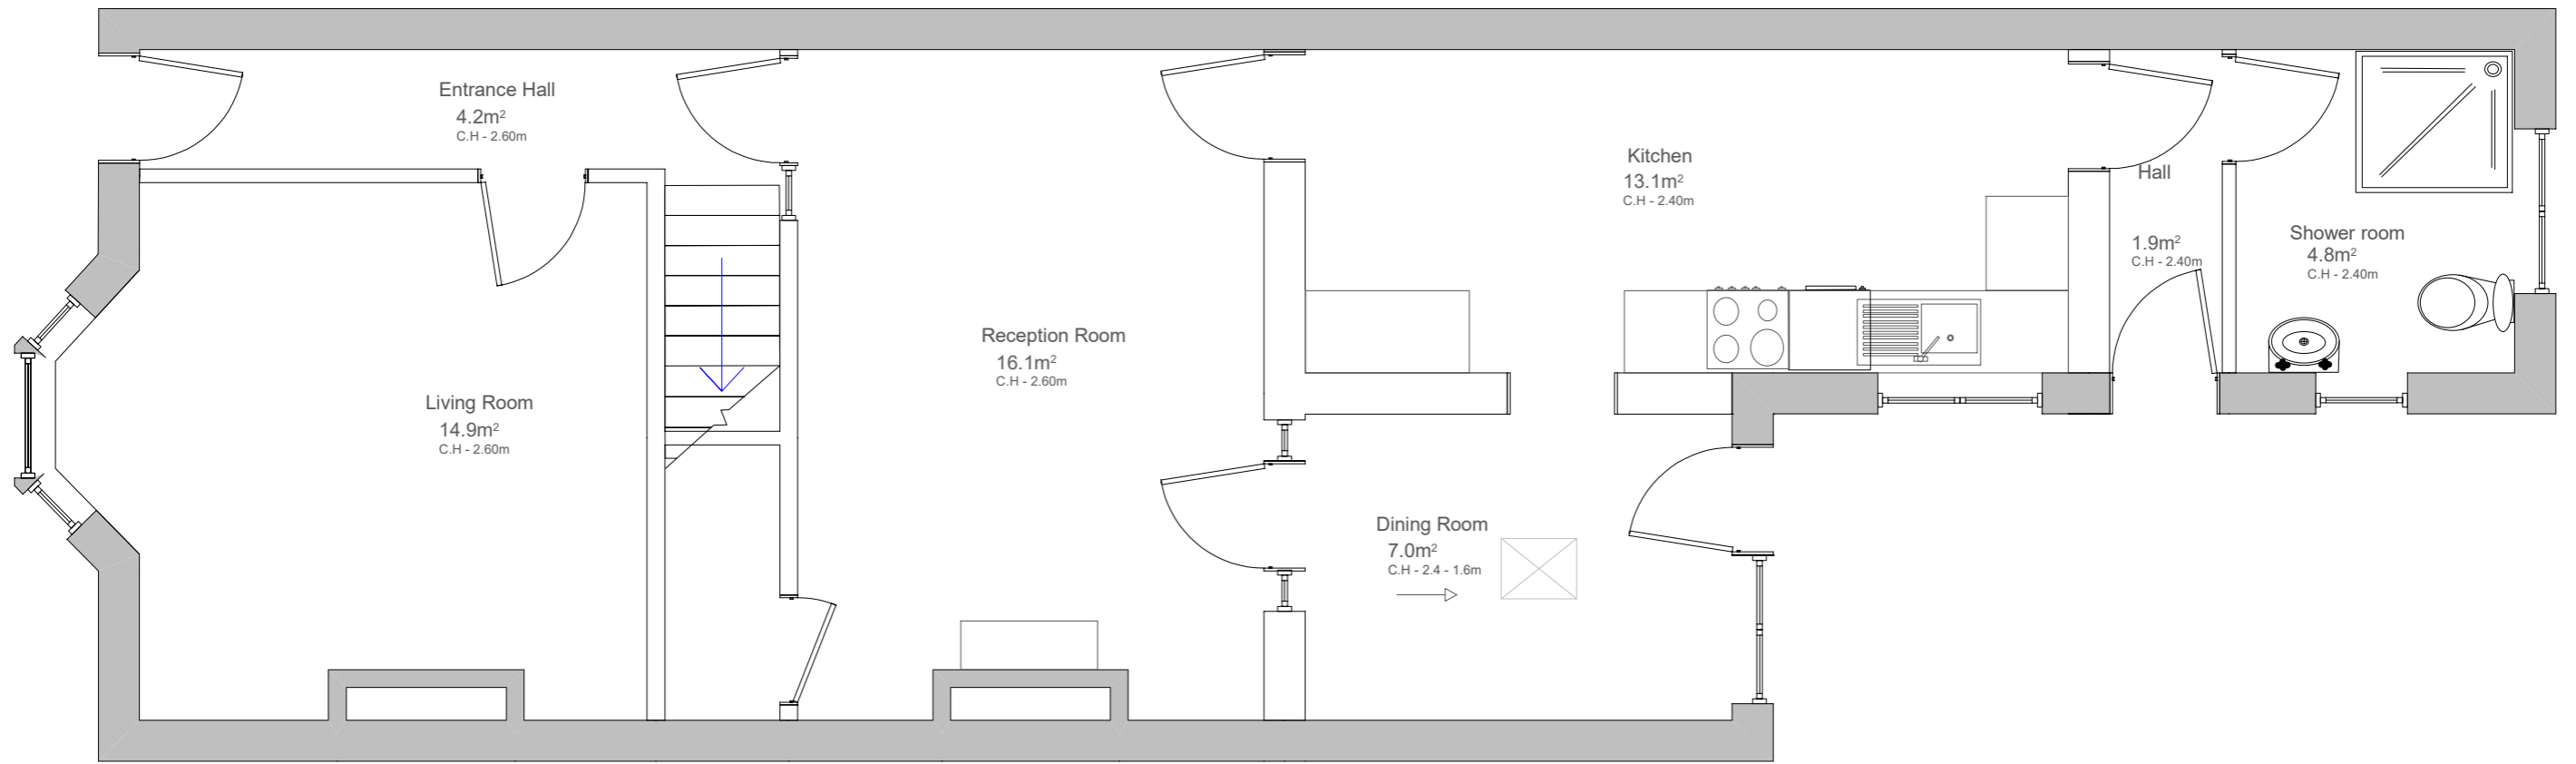 Entrance Hall
4.2m²
C.H - 2.60m
Living Room
14.9m²
C.H - 2.60m
Reception Room
16.1m²
C.H - 2.60m
Kitchen
13.1m²
C.H - 2.40m
Dining Room
7.0m²
C.H - 2.4 - 1.6m
Hall
1.9m²
C.H - 2.40m
Shower room
4.8m²
C.H - 2.40m